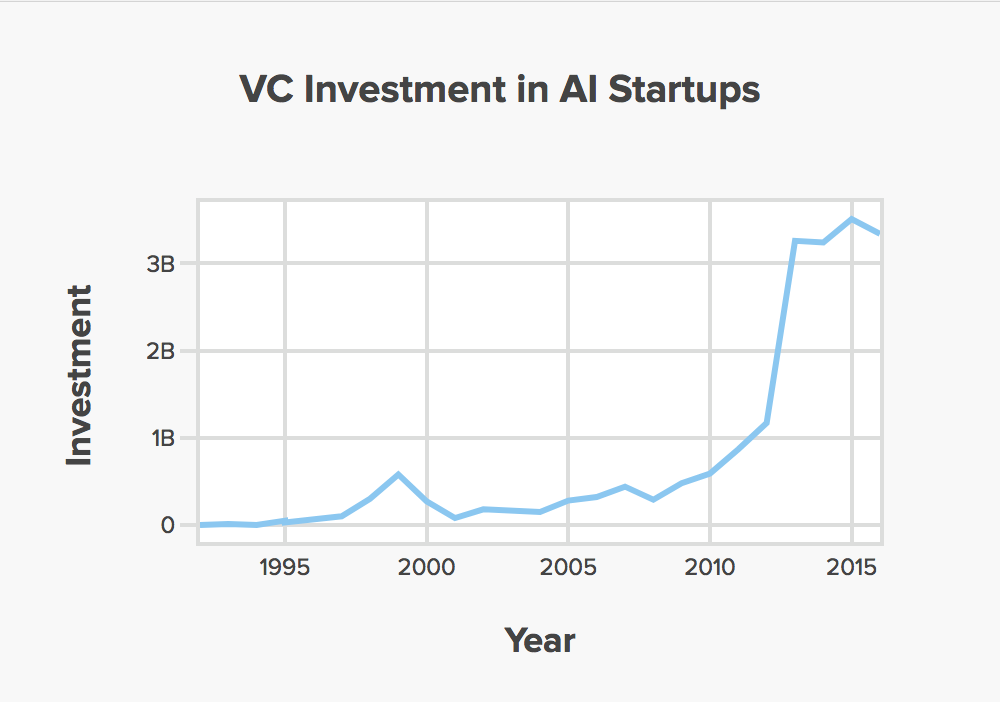 VC Investment in AI Startups
Investment
3B
2B
1B
0
1995 2000 2005 2010 2015
Year